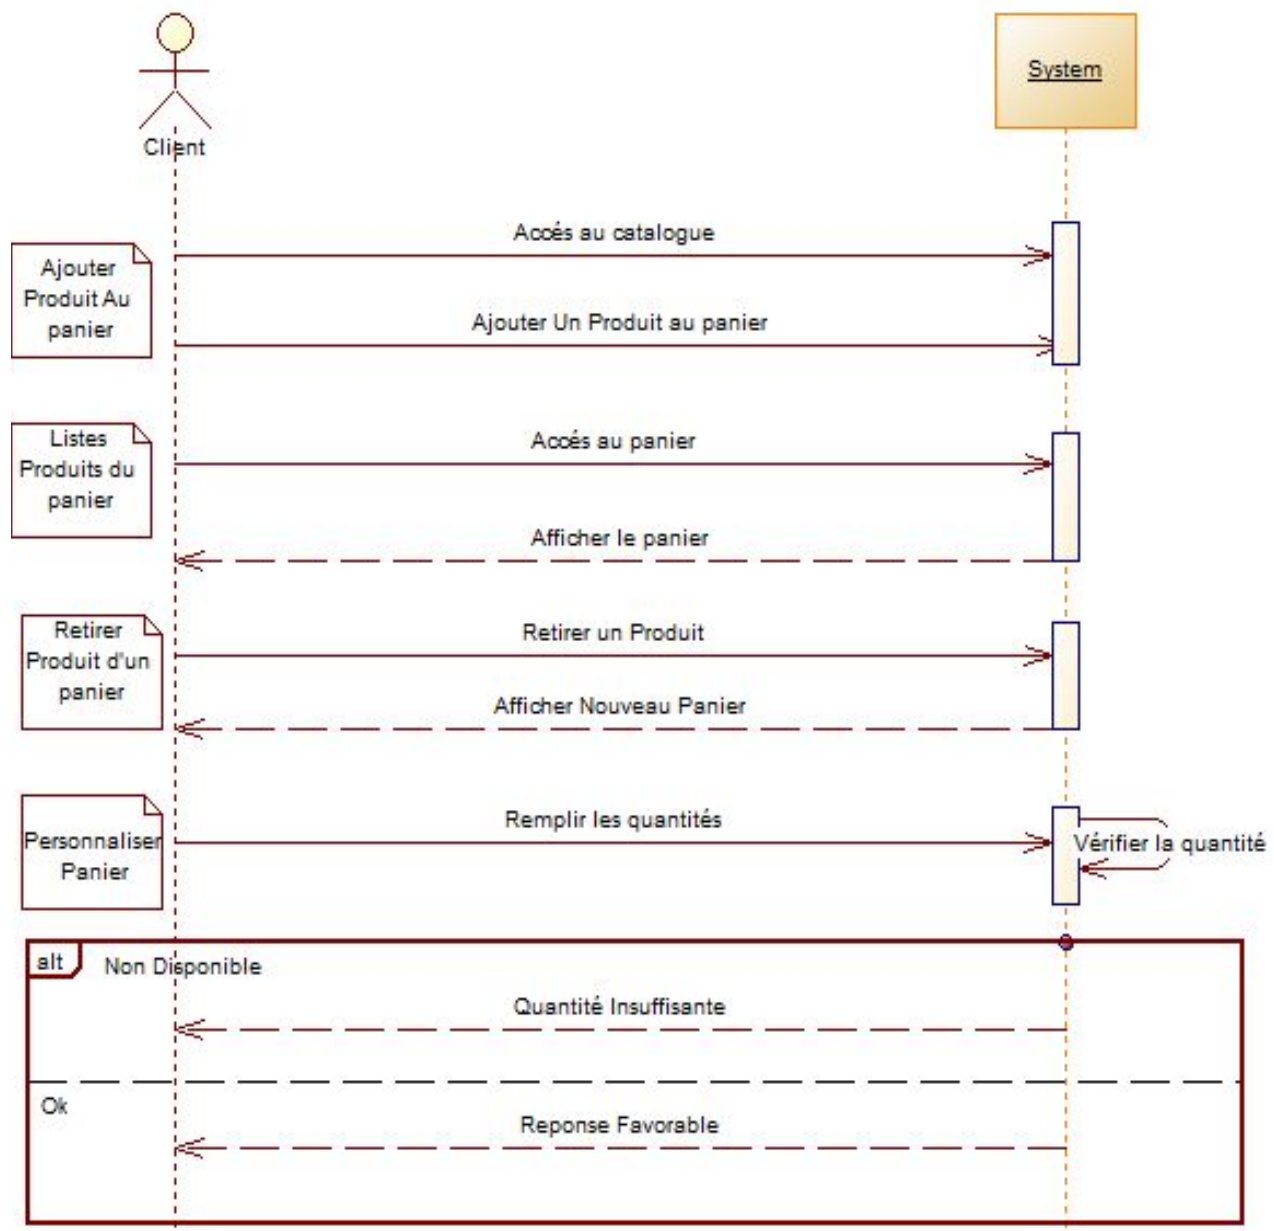 Client
System
Accés au catalogue
Ajouter
Produit Au
panier
Ajouter Un Produit au panier
Listes
Produits du
panier
Accés au panier
Afficher le panier
Retirer
Produit d'un
panier
Retirer un Produit
Afficher Nouveau Panier
Personnaliser
Panier
Remplir les quantités
Vérifier la quantité
alt
Non Disponible
Quantité Insuffisante
Ok
Reponse Favorable